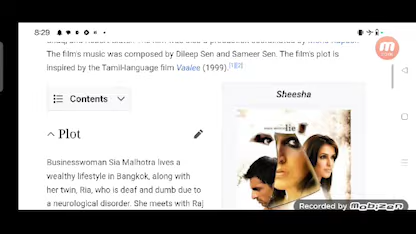 8:29
The film's music was composed by Dileep Sen and Sameer Sen. The film's plot is
inspired by the Tamil-language film Vaalee (1999).[1][2]
Contents
Sheesha
Plot
lie
Businesswoman Sia Malhotra lives a
wealthy lifestyle in Bangkok, along with
her twin, Ria, who is deaf and dumb due to
a neurological disorder. She meets with Raj
Recorded by Mobizen